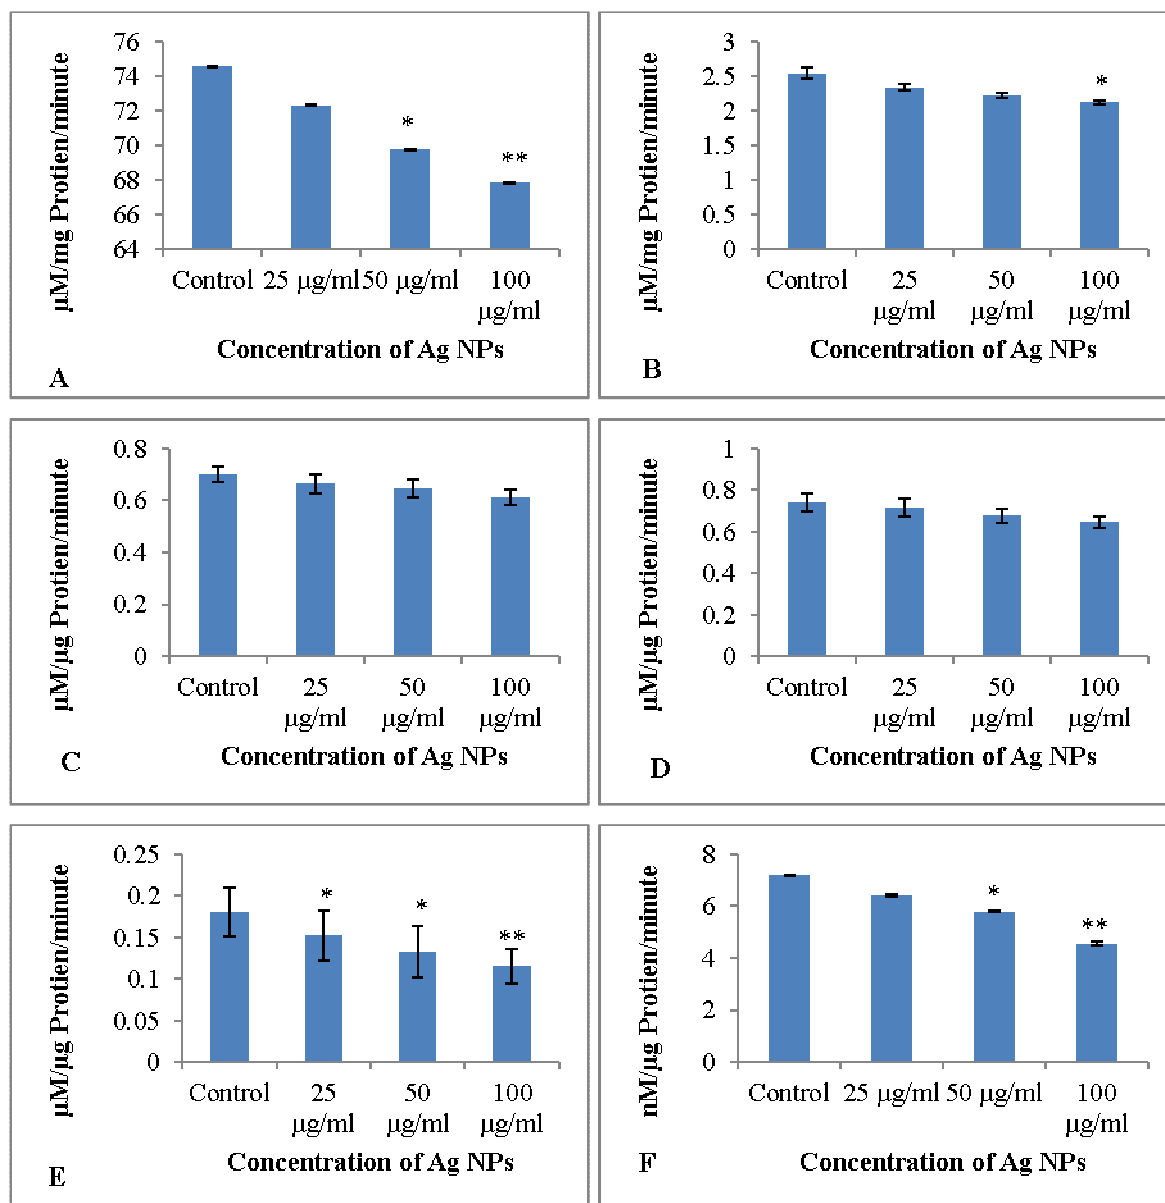 µM/mg Protien/minute
76
74
72
70
68
66
64
*
**
Control 25 µg/ml 50 µg/ml 100
µg/ml
Concentration of Ag NPs
A
µM/mg Protien/minute
3
2.5
2
1.5
1
0.5
0
*
Control 25 50 100
µg/ml µg/ml µg/ml
Concentration of Ag NPs
B
µM/µg Protien/minute
0.8
0.6
0.4
0.2
0
Control 25 50 100
µg/ml µg/ml µg/ml
Concentration of Ag NPs
C
µM/µg Protien/minute
1
0.8
0.6
0.4
0.2
0
Control 25 50 100
µg/ml µg/ml µg/ml
Concentration of Ag NPs
D
µM/µg Protien/minute
0.25
0.2
0.15
0.1
0.05
0
*
*
**
Control 25 50 100
µg/ml µg/ml µg/ml
Concentration of Ag NPs
E
nM/µg Protien/minute
8
6
4
2
0
*
**
Control 25 µg/ml 50 µg/ml 100
µg/ml
Concentration of Ag NPs
F